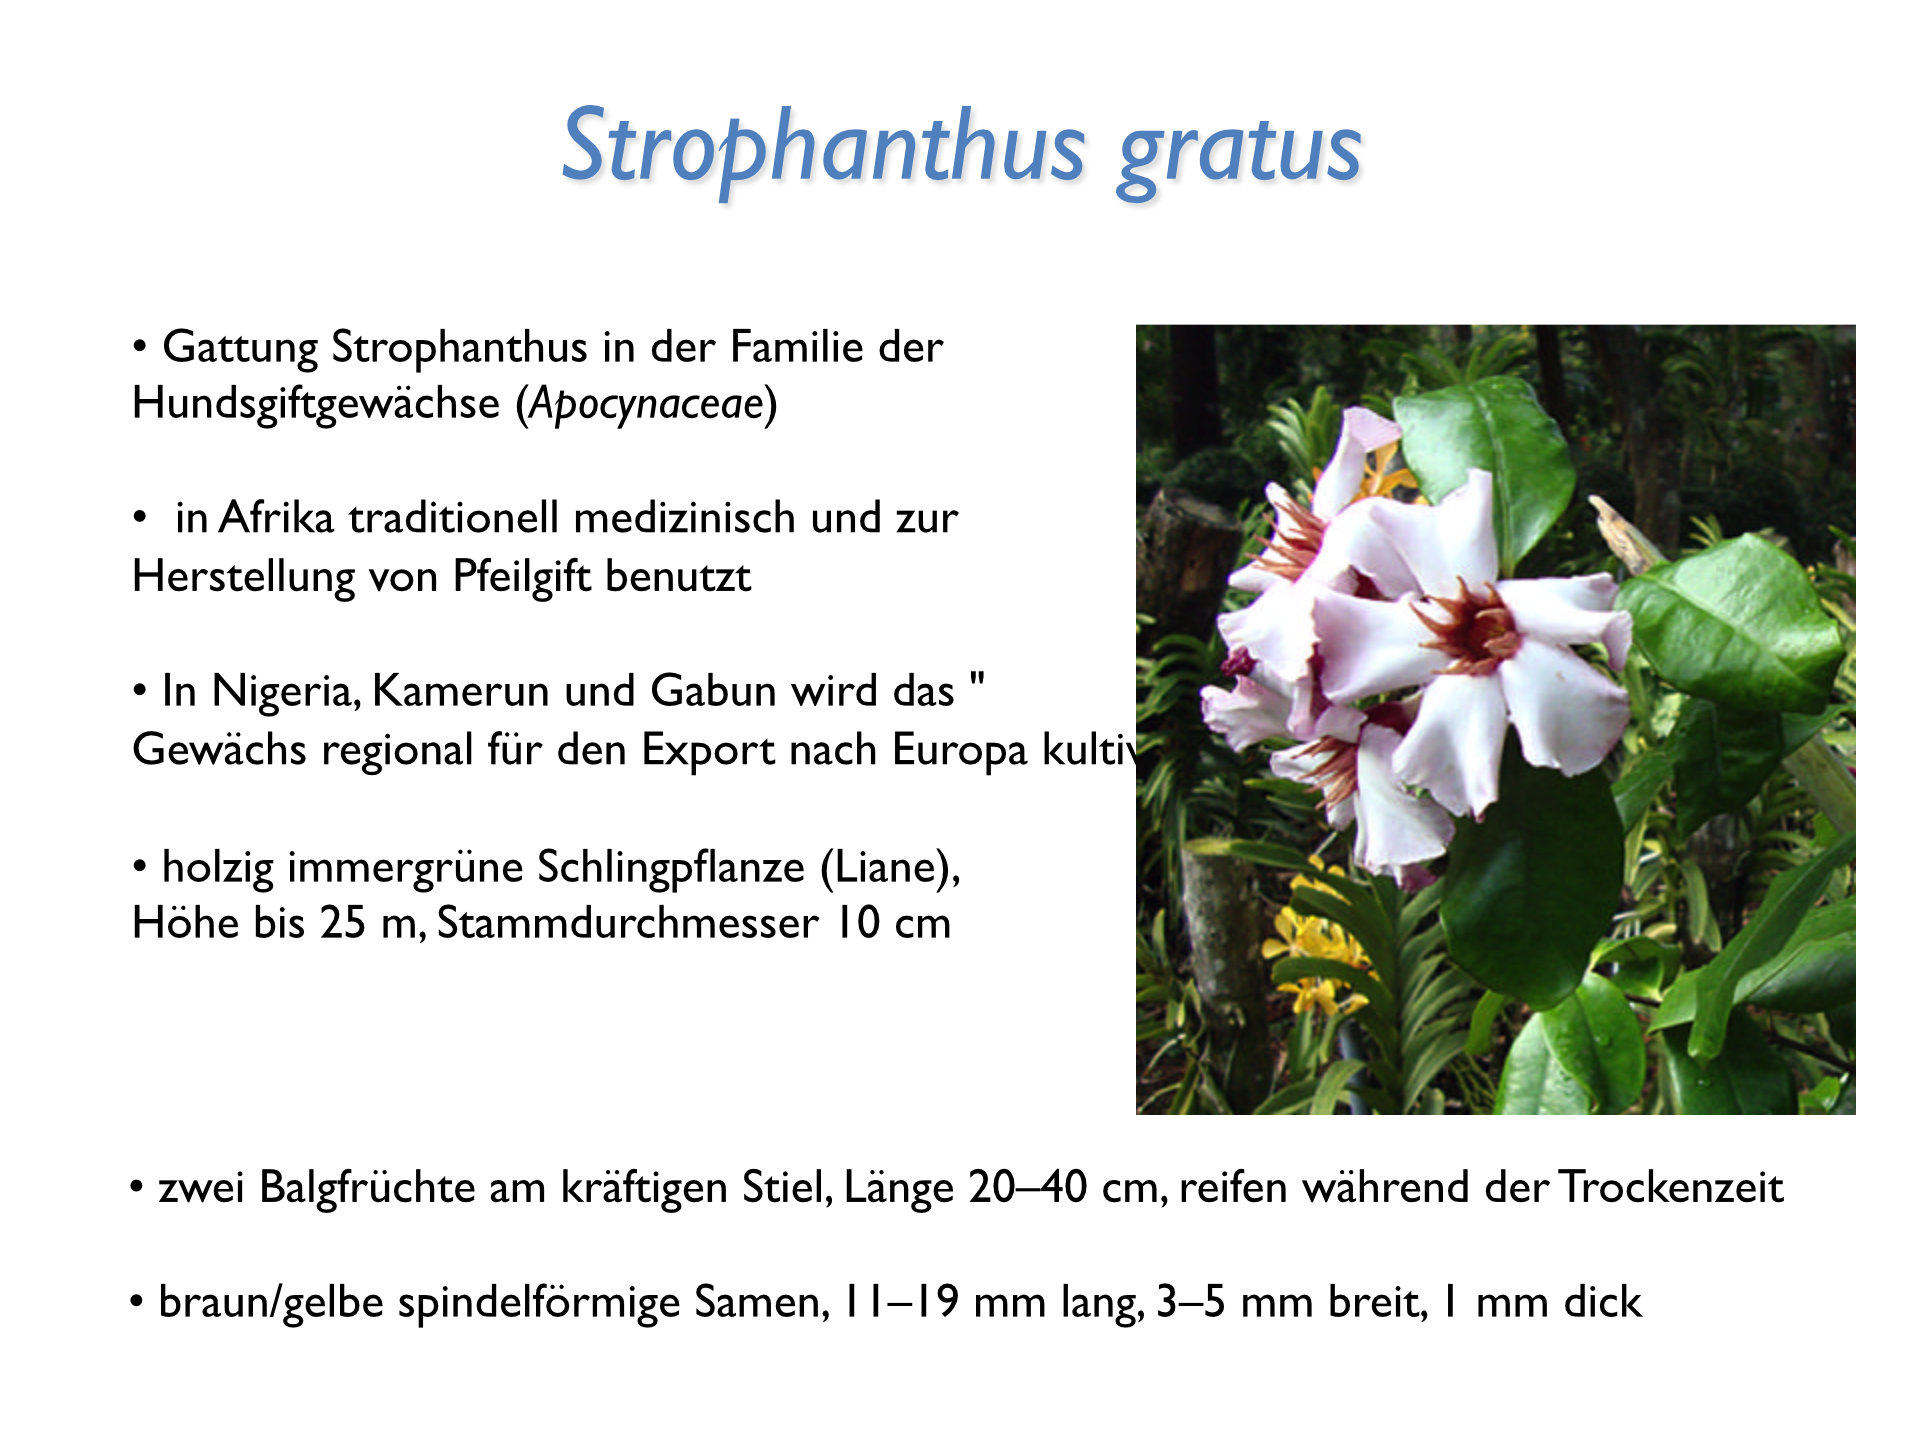 Strophanthus gratus
• Gattung Strophanthus in der Familie der
Hundsgiftgewächse (Apocynaceae)
• in Afrika traditionell medizinisch und zur
Herstellung von Pfeilgift benutzt
• In Nigeria, Kamerun und Gabun wird das "
Gewächs regional für den Export nach Europa
• holzig immergrüne Schlingpflanze (Liane),
Höhe bis 25 m, Stammdurchmesser 10 cm
• zwei Balgfrüchte am kräftigen Stiel, Länge 20–40 cm, reifen während der Trockenzeit
• braun/gelbe spindelförmige Samen, 11–19 mm lang, 3–5 mm breit, 1 mm dick